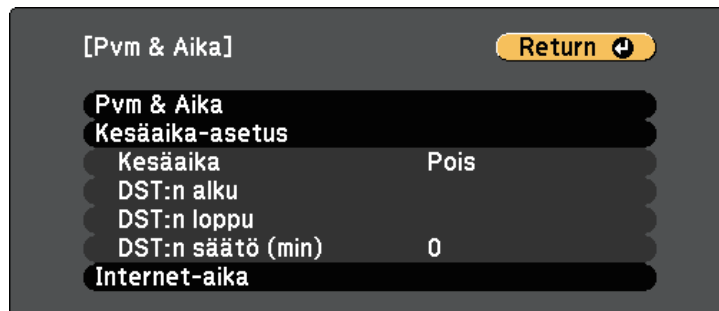 [Pvm & Aika]
Return
Pvm & Aika
Kesäaika-asetus
Kesäaika Pois
DST:n alku
DST:n loppu
DST:n säätö (min) 0
Internet-aika